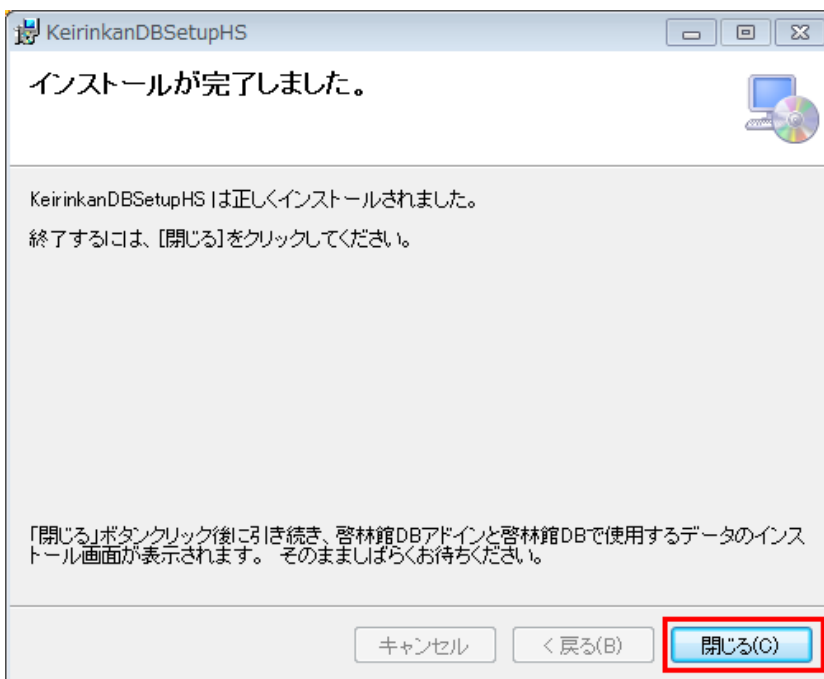 KeirinkanDBSetupHS
インストールが完了しました。
KeirinkanDBSetupHS は正しくインストールされました。
終了するには、[閉じる]をクリックしてください。
「閉じる」ボタンクリック後に引き続き、啓林館DBアドインと啓林館DBで使用するデータのインス
トール画面が表示されます。 そのまましばらくお待ちください。
キャンセル
< 戻る(B)
閉じる(C)